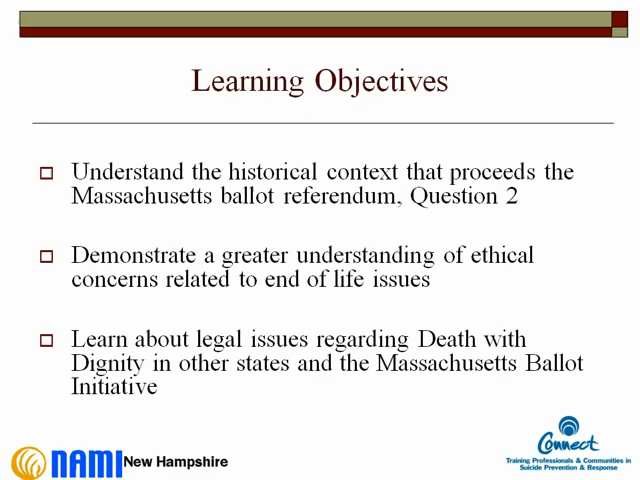 Learning Objectives
Understand the historical context that proceeds the
Massachusetts ballot referendum, Question 2
Demonstrate a greater understanding of ethical
concerns related to end of life issues
Learn about legal issues regarding Death with
Dignity in other states and the Massachusetts Ballot
Initiative
NAMI New Hampshire
Connect
Training Professionals & Communities in
Suicide Prevention & Response